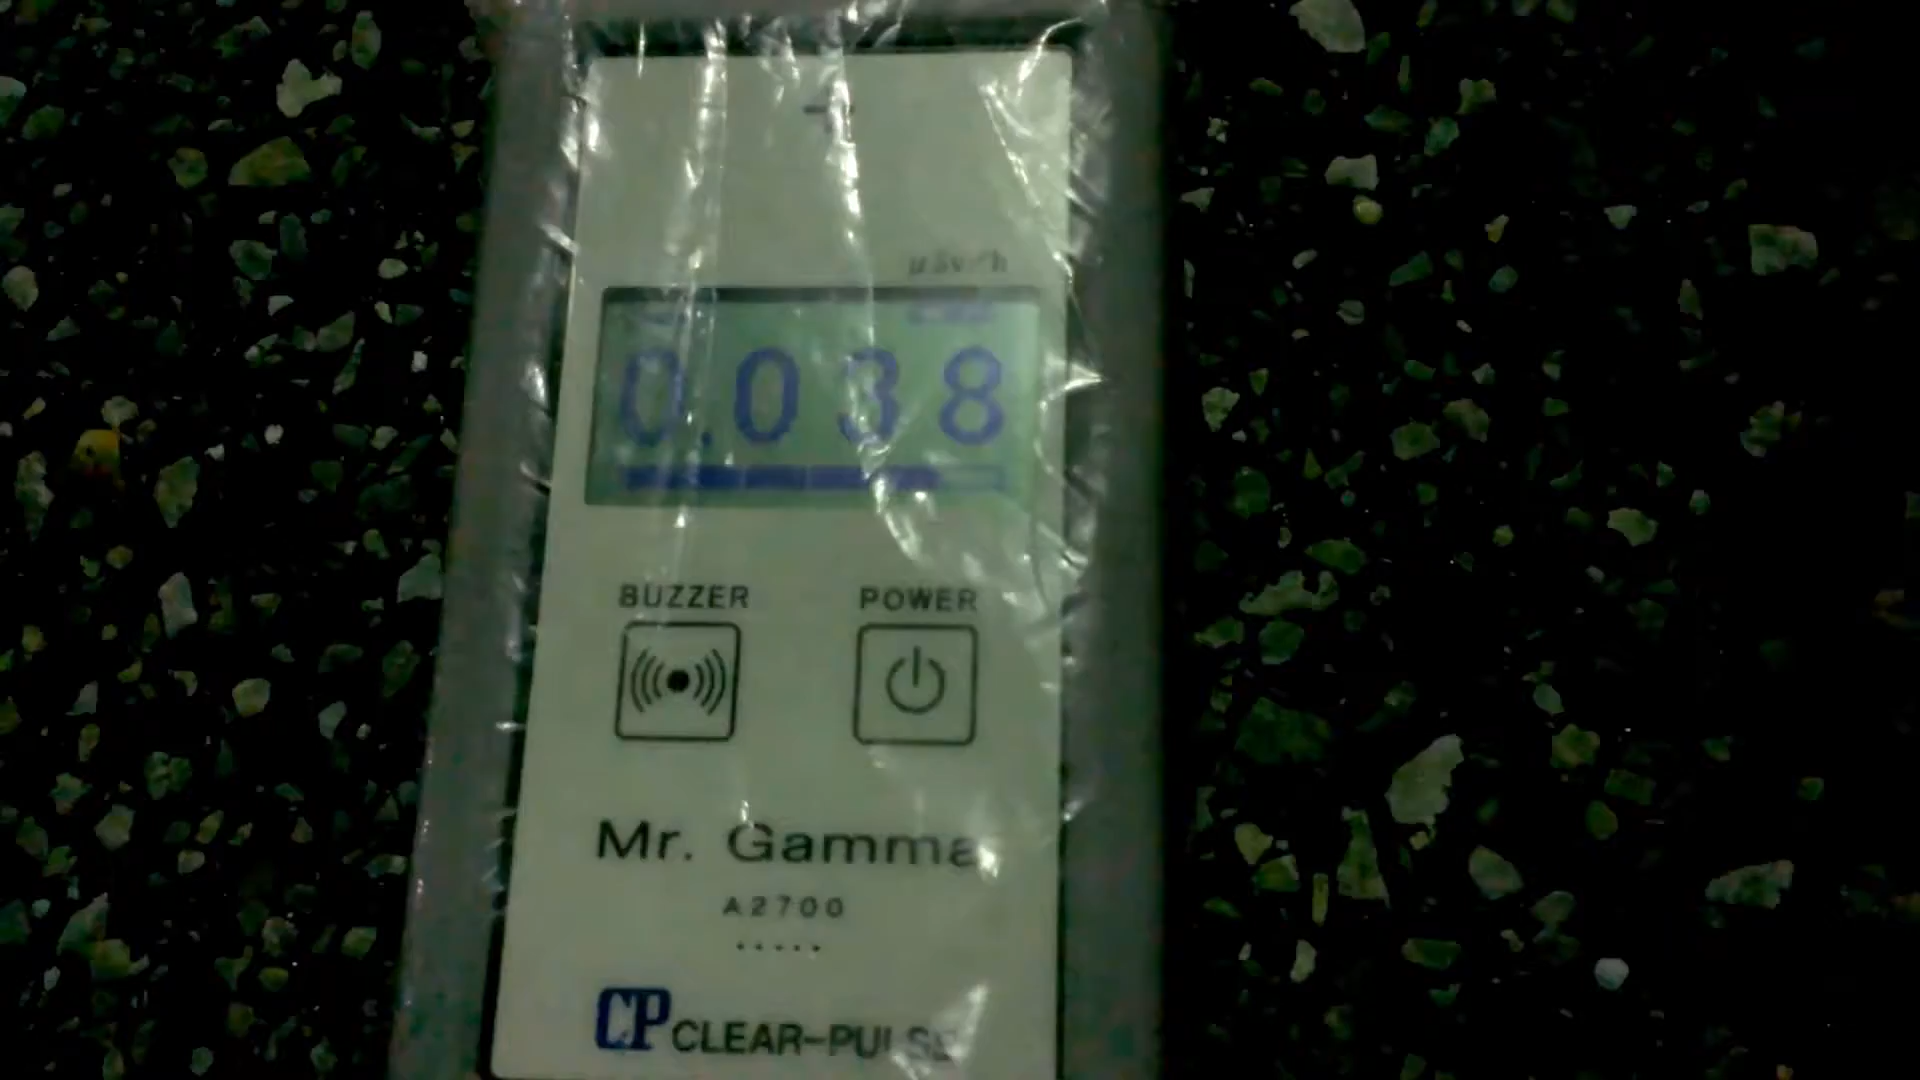 μSv/h
0.038
BUZZER POWER
Mr. Gamma
A2700
CP CLEAR-PULSE